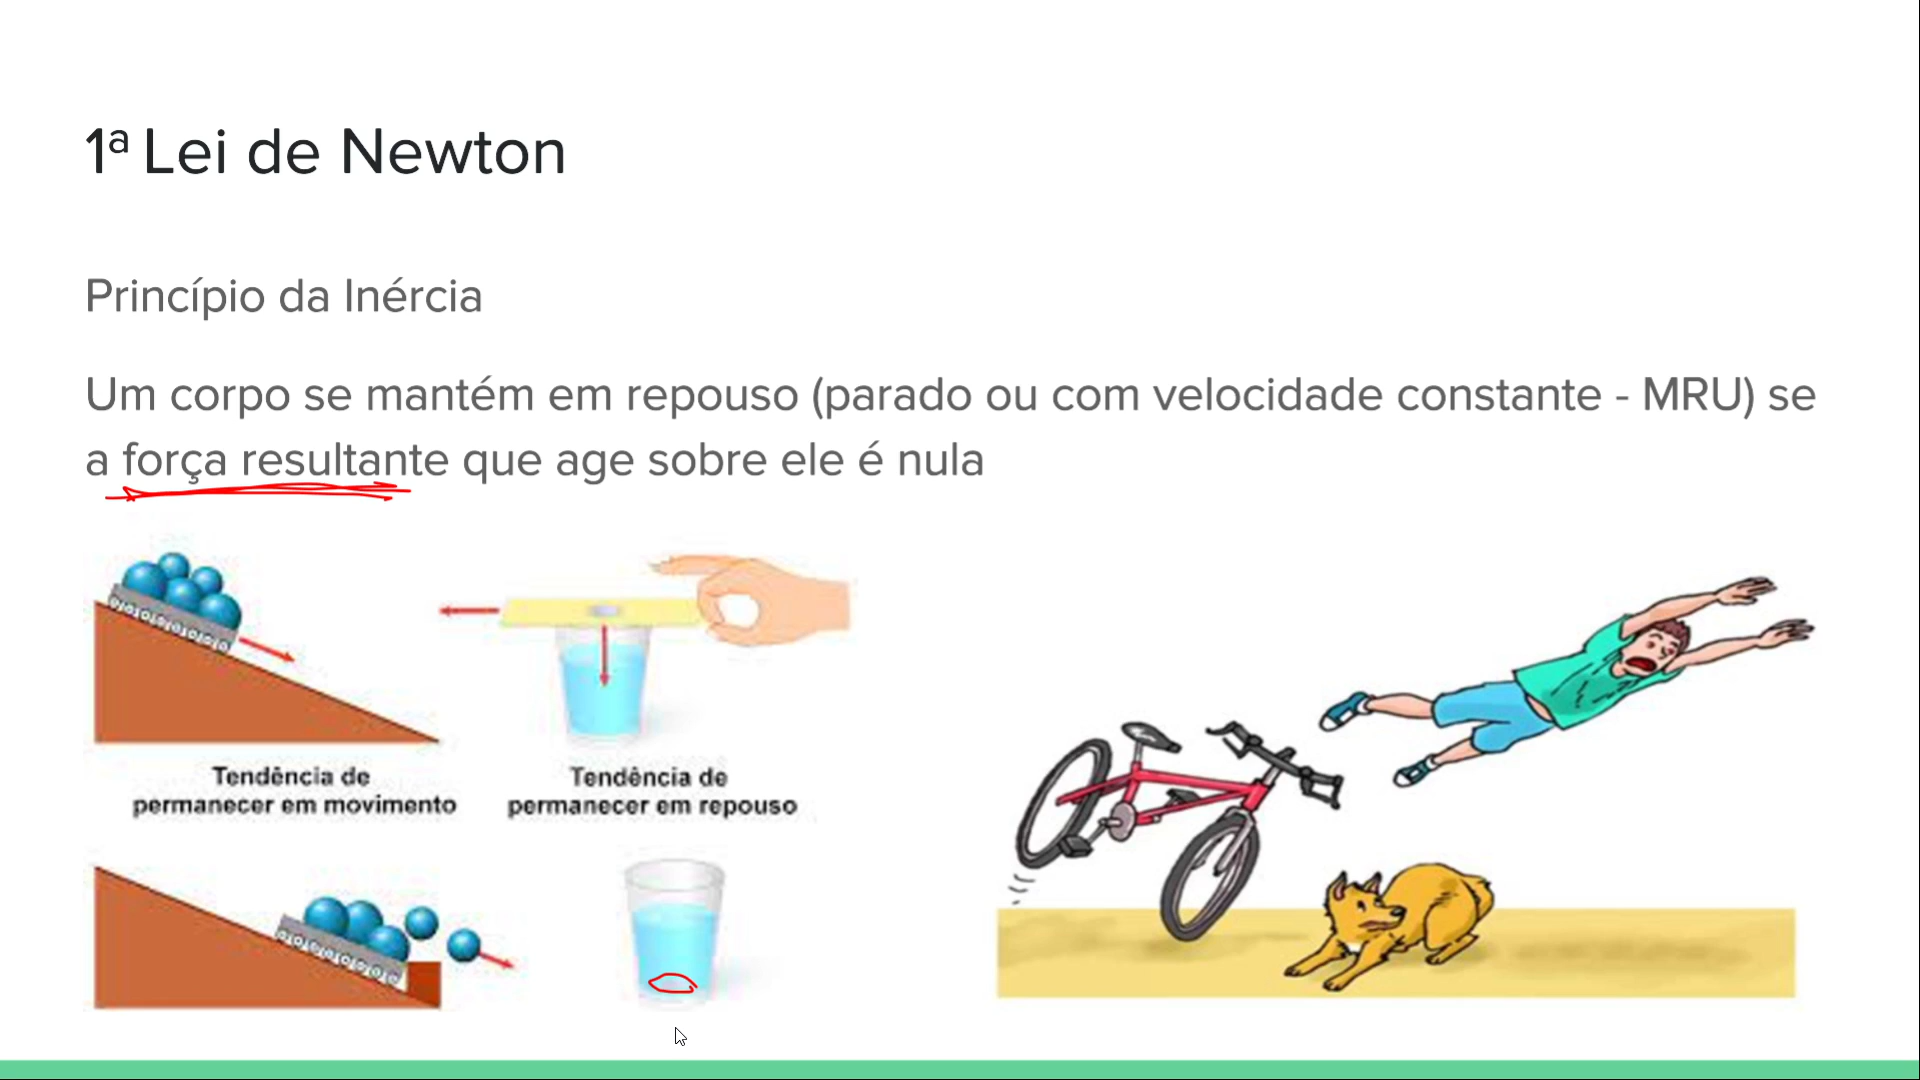 1ª Lei de Newton
Princípio da Inércia
Um corpo se mantém em repouso (parado ou com velocidade constante - MRU) se
a força resultante que age sobre ele é nula
Tendência de
permanecer em movimento
Tendência de
permanecer em repouso